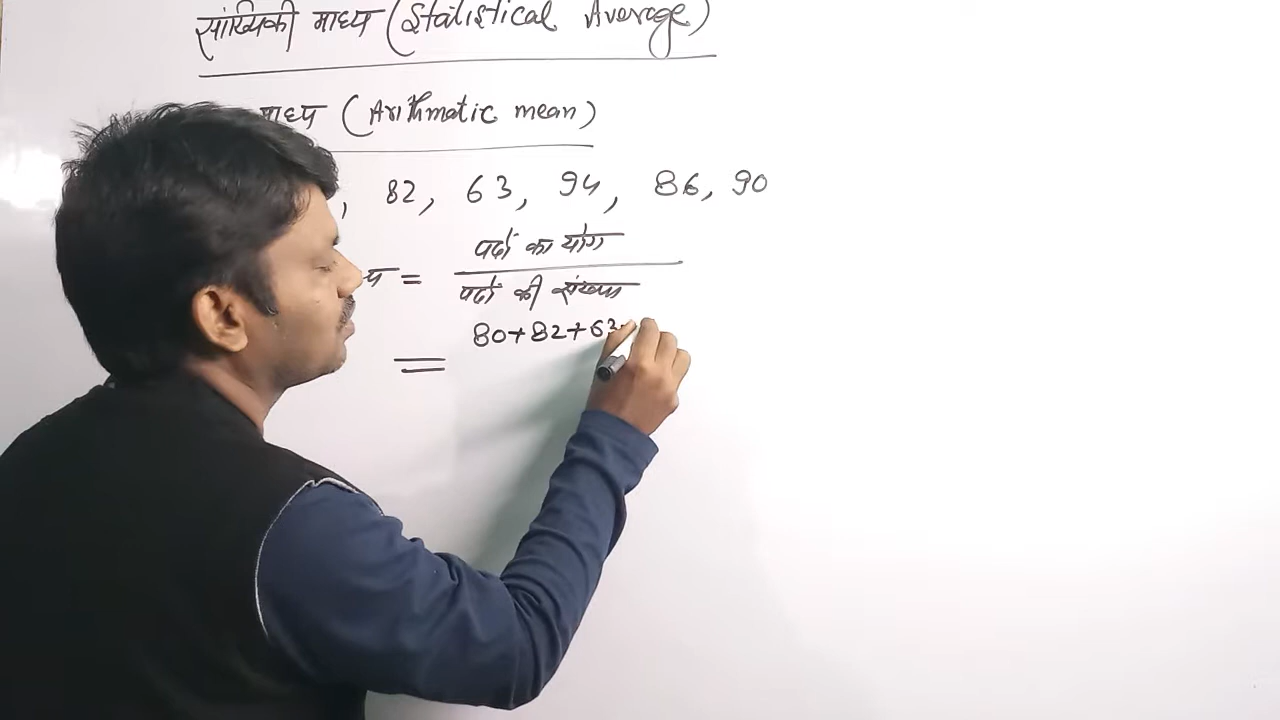 सांख्यिकी माध्य (Statistical Average)
माध्य (Arithmatic mean)
, 82, 63, 94, 86, 90
य = पदों का योग
पदों की संख्या
= 80+82+63